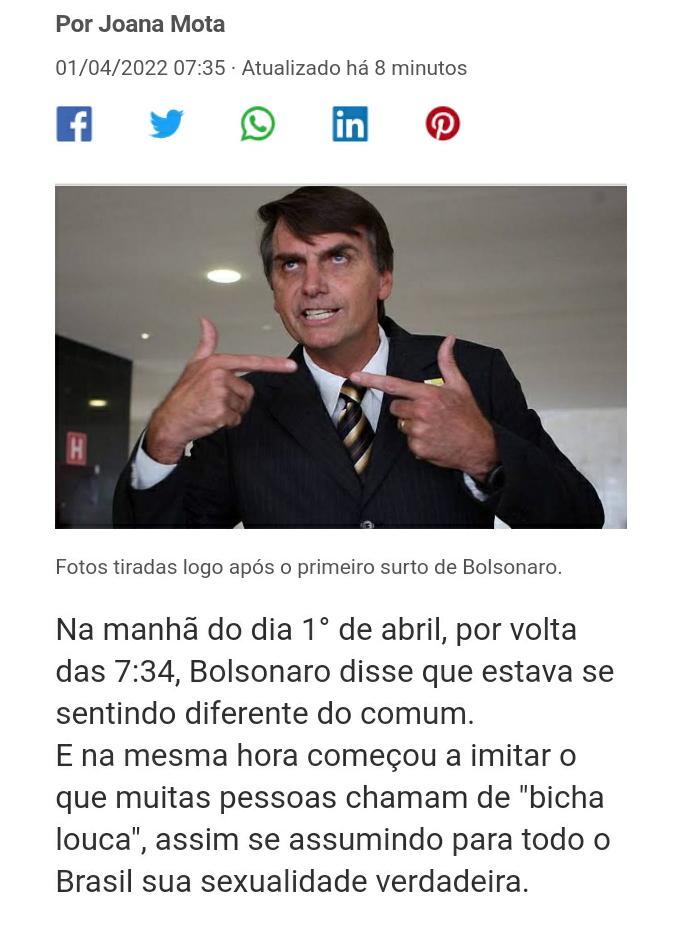 Por Joana Mota
01/04/2022 07:35 · Atualizado há 8 minutos
f
in
H
Fotos tiradas logo após o primeiro surto de Bolsonaro.
Na manhã do dia 1° de abril, por volta
das 7:34, Bolsonaro disse que estava se
sentindo diferente do comum.
E na mesma hora começou a imitar o
que muitas pessoas chamam de "bicha
louca", assim se assumindo para todo o
Brasil sua sexualidade verdadeira.